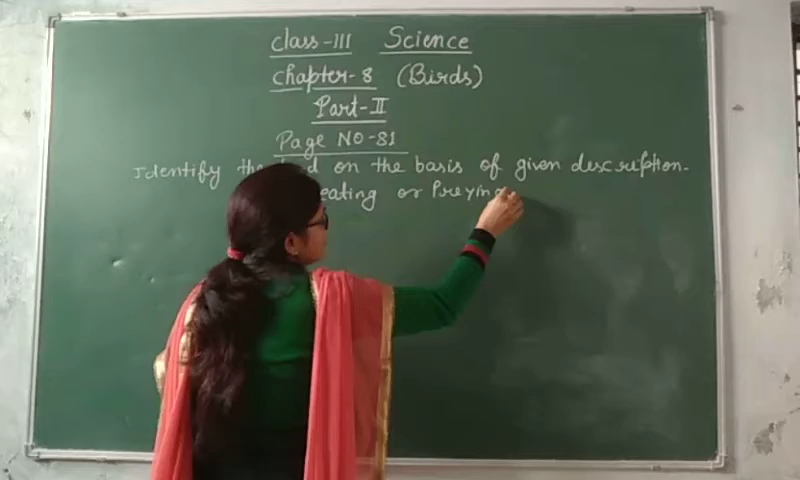 Class-III Science
Chapter-8 (Birds)
Part-II
Page NO-81
Identify the on the basis of given description-
eating or Preying